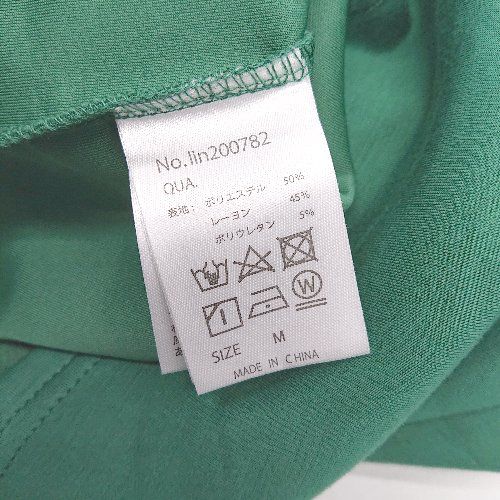 No.lin200782
QUA.
表地: ポリエステル 50%
レーヨン 45%
ポリウレタン 5%
W
SIZE M
MADE IN CHINA